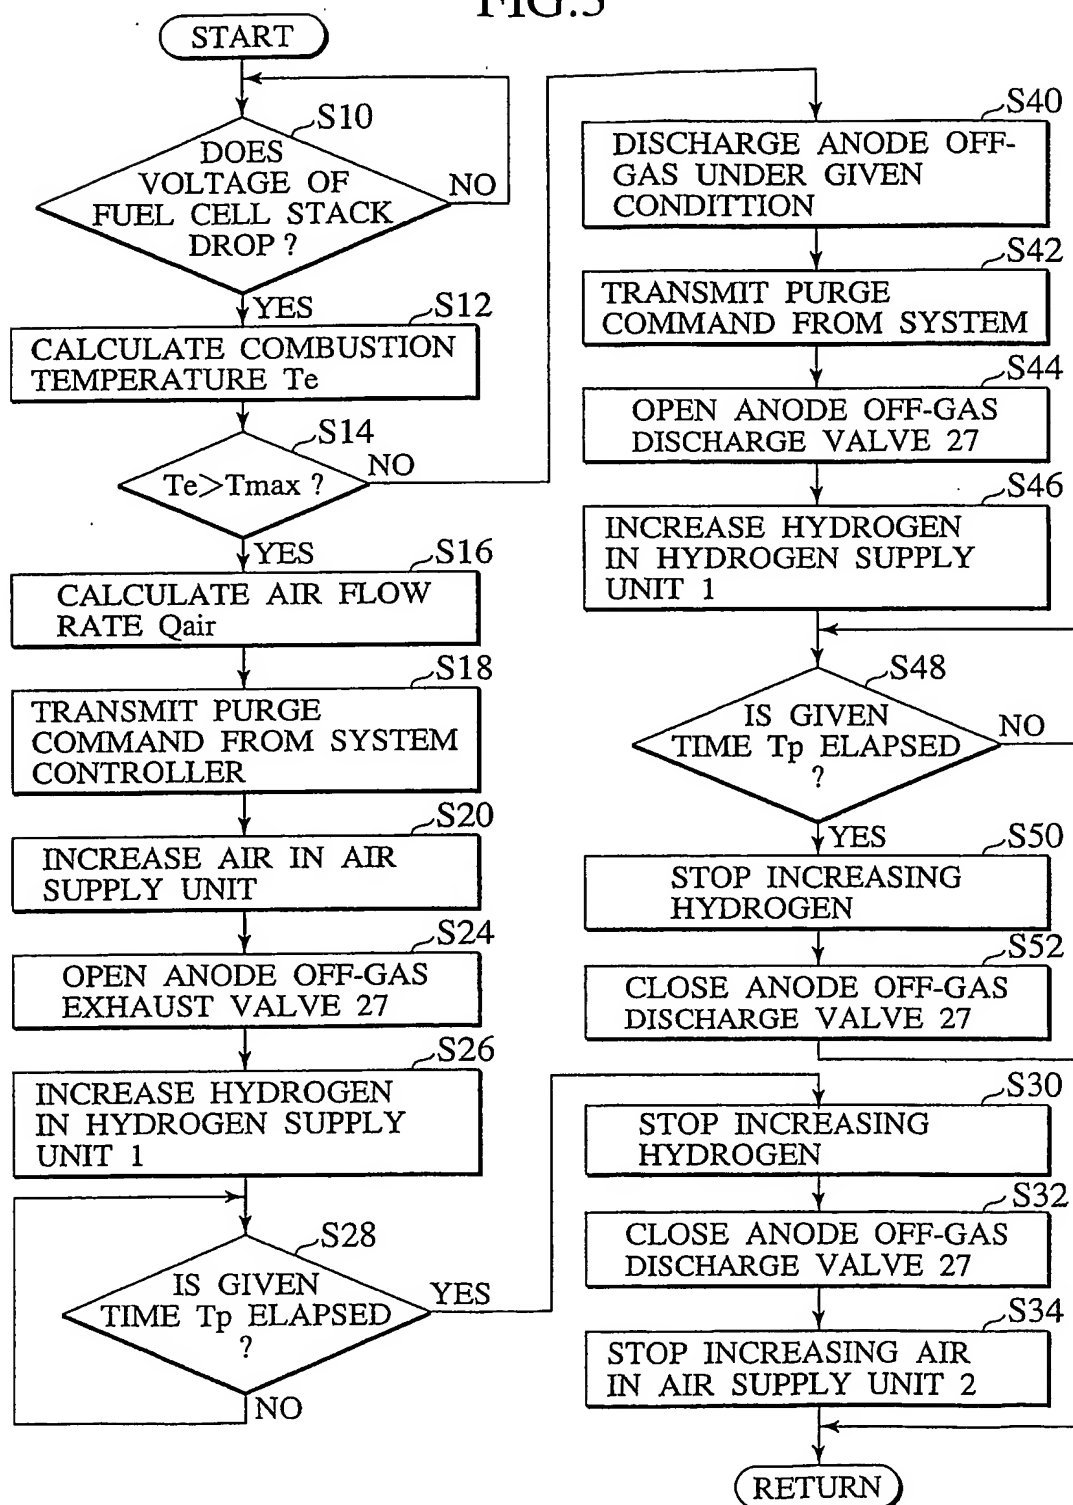 FIG.5
START
S10
DOES
VOLTAGE OF
FUEL CELL STACK
DROP ?
NO
YES
S12
CALCULATE COMBUSTION
TEMPERATURE Te
S14
Te>Tmax ?
NO
YES
S16
CALCULATE AIR FLOW
RATE Qair
S18
TRANSMIT PURGE
COMMAND FROM SYSTEM
CONTROLLER
S20
INCREASE AIR IN AIR
SUPPLY UNIT
S24
OPEN ANODE OFF-GAS
EXHAUST VALVE 27
S26
INCREASE HYDROGEN
IN HYDROGEN SUPPLY
UNIT 1
S28
IS GIVEN
TIME Tp ELAPSED
?
YES
NO
S40
DISCHARGE ANODE OFF-
GAS UNDER GIVEN
CONDITTION
S42
TRANSMIT PURGE
COMMAND FROM SYSTEM
S44
OPEN ANODE OFF-GAS
DISCHARGE VALVE 27
S46
INCREASE HYDROGEN
IN HYDROGEN SUPPLY
UNIT 1
S48
IS GIVEN
TIME Tp ELAPSED
?
NO
YES
S50
STOP INCREASING
HYDROGEN
S52
CLOSE ANODE OFF-GAS
DISCHARGE VALVE 27
S30
STOP INCREASING
HYDROGEN
S32
CLOSE ANODE OFF-GAS
DISCHARGE VALVE 27
S34
STOP INCREASING AIR
IN AIR SUPPLY UNIT 2
RETURN